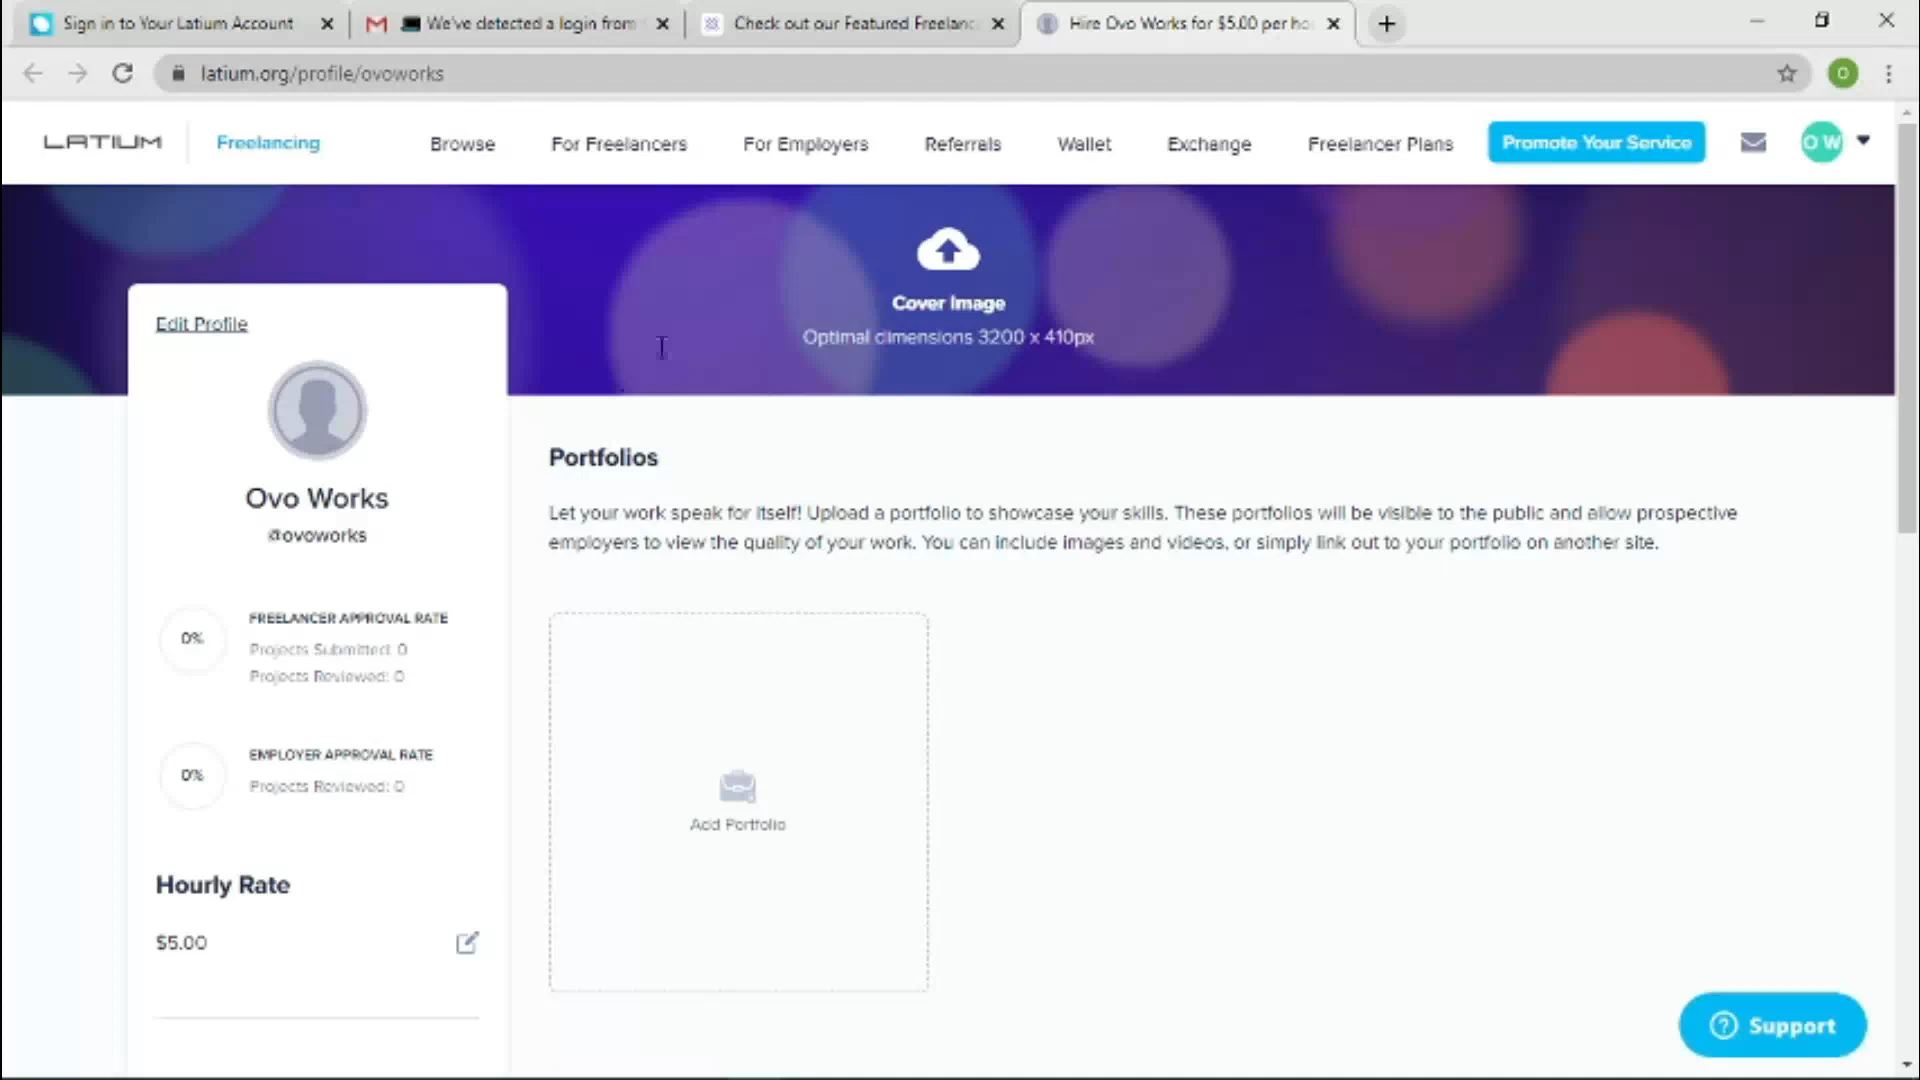 Sign in to Your Latium Account
We've detected a login from
Check out our Featured Freelanc
Hire Ovo Works for $5.00 per ho
latium.org/profile/ovoworks
O
LATIUM
Freelancing
Browse
For Freelancers
For Employers
Referrals
Wallet
Exchange
Freelancer Plans
Promote Your Service
O W
Cover Image
Optimal dimensions 3200 x 410px
Edit Profile
Ovo Works
@ovoworks
0%
FREELANCER APPROVAL RATE
Projects Submitted: 0
Projects Reviewed: 0
0%
EMPLOYER APPROVAL RATE
Projects Reviewed: 0
Hourly Rate
$5.00
Portfolios
Let your work speak for itself! Upload a portfolio to showcase your skills. These portfolios will be visible to the public and allow prospective
employers to view the quality of your work. You can include images and videos, or simply link out to your portfolio on another site.
Add Portfolio
Support